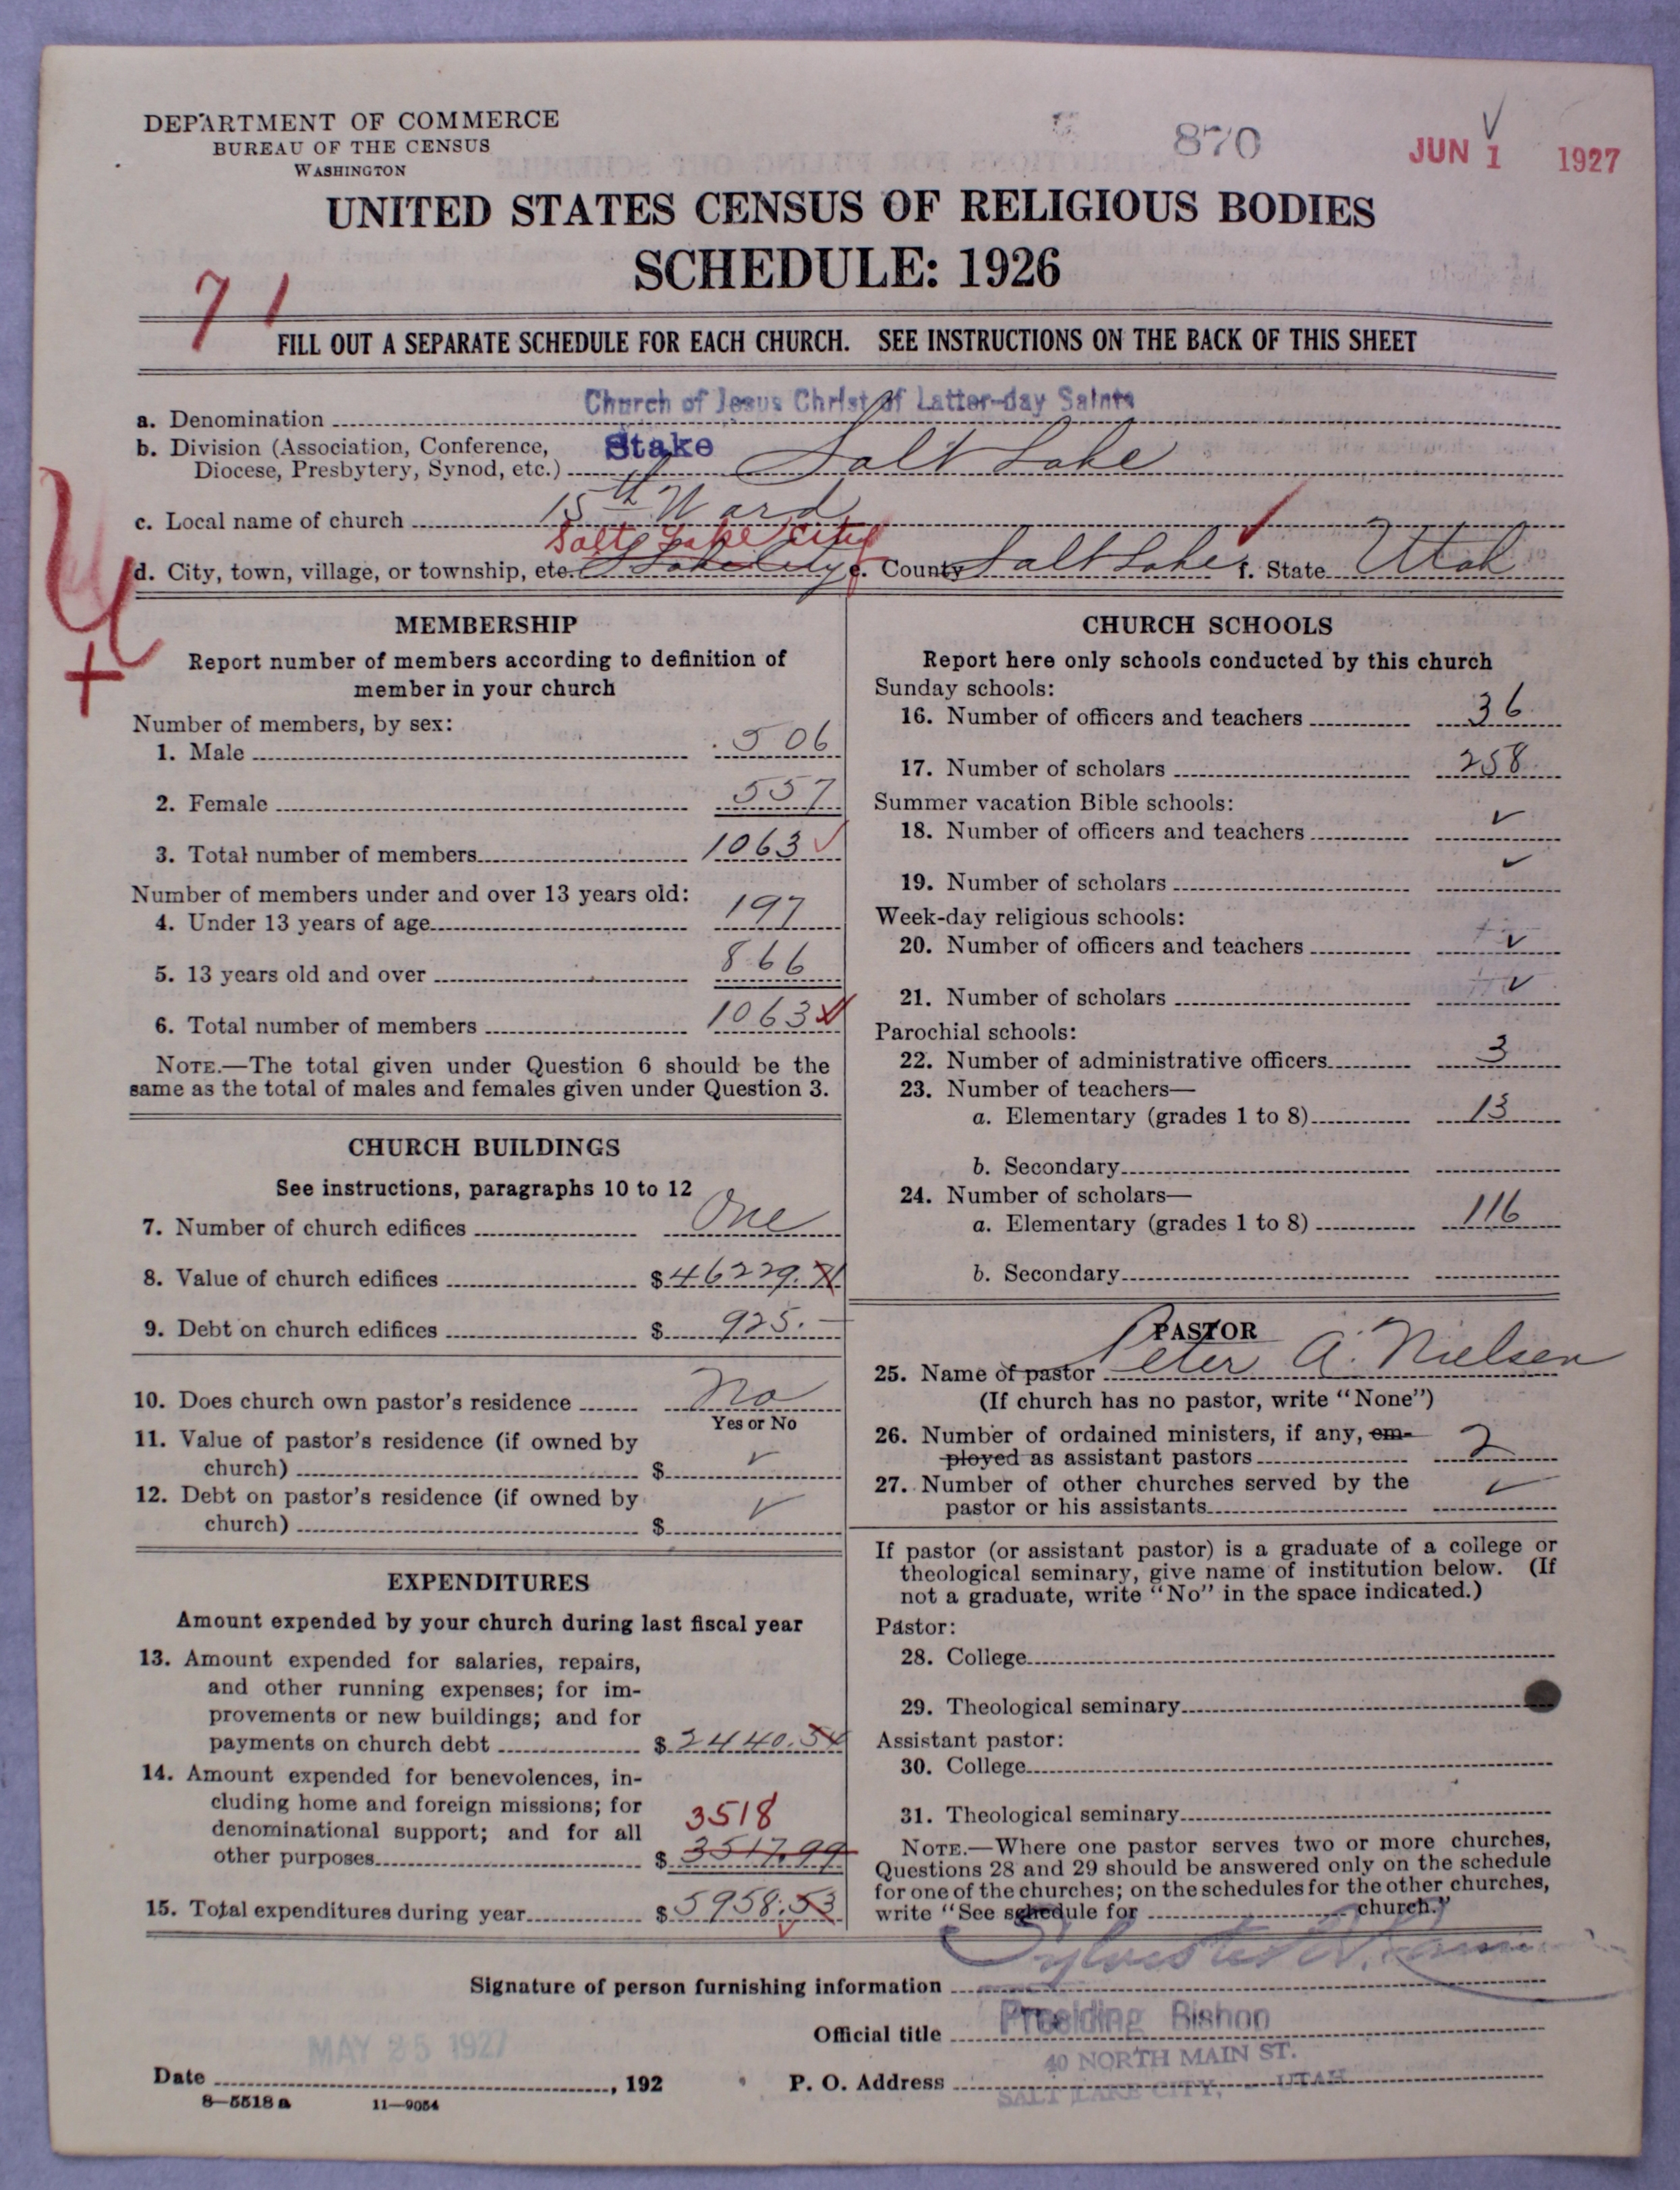 DEPARTMENT OF COMMERCE
BUREAU OF THE CENSUS
WASHINGTON
870
JUN 1 1927
UNITED STATES CENSUS OF RELIGIOUS BODIES
SCHEDULE: 1926
71
FILL OUT A SEPARATE SCHEDULE FOR EACH CHURCH. SEE INSTRUCTIONS ON THE BACK OF THIS SHEET
a. Denomination Church of Jesus Christ of Latter-day Saints
b. Division (Association, Conference, Diocese, Presbytery, Synod, etc.) Stake Salt Lake
c. Local name of church 15th Ward
Salt Lake City
d. City, town, village, or township, etc. S Lake City e. County Salt Lake f. State Utah
MEMBERSHIP
Report number of members according to definition of
member in your church
Number of members, by sex:
1. Male 506
2. Female 557
3. Total number of members 1063
Number of members under and over 13 years old:
4. Under 13 years of age 197
5. 13 years old and over 866
6. Total number of members 1063
NOTE.—The total given under Question 6 should be the
same as the total of males and females given under Question 3.
CHURCH BUILDINGS
See instructions, paragraphs 10 to 12
7. Number of church edifices One
8. Value of church edifices $46229.71
9. Debt on church edifices $925.—
10. Does church own pastor's residence No
Yes or No
11. Value of pastor's residence (if owned by
church) $ ✓
12. Debt on pastor's residence (if owned by
church) $ ✓
EXPENDITURES
Amount expended by your church during last fiscal year
13. Amount expended for salaries, repairs,
and other running expenses; for im-
provements or new buildings; and for
payments on church debt $2440.54
14. Amount expended for benevolences, in-
cluding home and foreign missions; for
denominational support; and for all
other purposes $ 3517.99
3518
15. Total expenditures during year $5958.53
CHURCH SCHOOLS
Report here only schools conducted by this church
Sunday schools:
16. Number of officers and teachers 36
17. Number of scholars 258
Summer vacation Bible schools:
18. Number of officers and teachers ✓
19. Number of scholars ✓
Week-day religious schools:
20. Number of officers and teachers ✓
21. Number of scholars ✓
Parochial schools:
22. Number of administrative officers 3
23. Number of teachers—
a. Elementary (grades 1 to 8) 13
b. Secondary
24. Number of scholars—
a. Elementary (grades 1 to 8) 116
b. Secondary
PASTOR
25. Name of pastor Peter A. Nielsen
(If church has no pastor, write "None")
26. Number of ordained ministers, if any, em-
ployed as assistant pastors 2
27. Number of other churches served by the
pastor or his assistants ✓
If pastor (or assistant pastor) is a graduate of a college or
theological seminary, give name of institution below. (If
not a graduate, write "No" in the space indicated.)
Pastor:
28. College
29. Theological seminary
Assistant pastor:
30. College
31. Theological seminary
NOTE.—Where one pastor serves two or more churches,
Questions 28 and 29 should be answered only on the schedule
for one of the churches; on the schedules for the other churches,
write "See schedule for church."
Signature of person furnishing information Sylvester Q. Cannon
Official title Presiding Bishop
MAY 25 1927
Date , 192
P. O. Address 40 NORTH MAIN ST.
SALT LAKE CITY, - UTAH
8—5518 a 11—9054